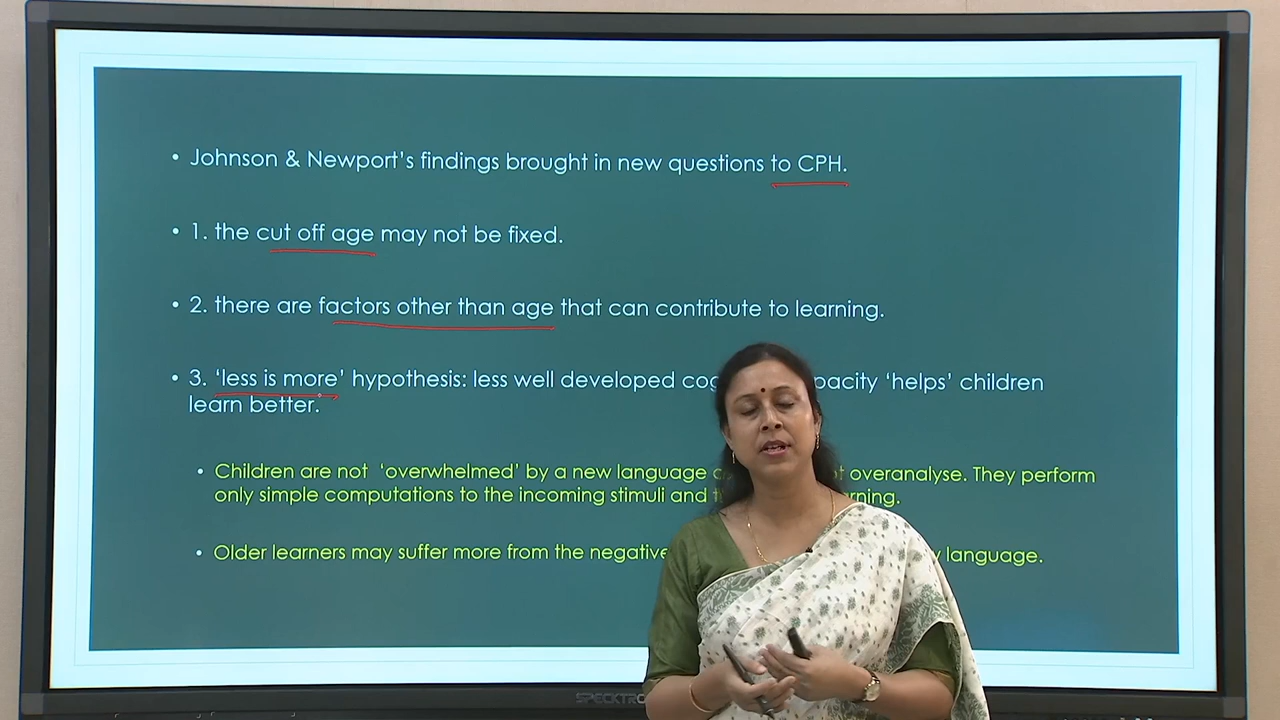 • Johnson & Newport's findings brought in new questions to CPH.
• 1. the cut off age may not be fixed.
• 2. there are factors other than age that can contribute to learning.
• 3. 'less is more' hypothesis: less well developed pacity 'helps' children
learn better.
• Children are not 'overwhelmed' by a new language overanalyse. They perform
only simple computations to the incoming stimuli and
• Older learners may suffer more from the negative language.
SPECKTRO